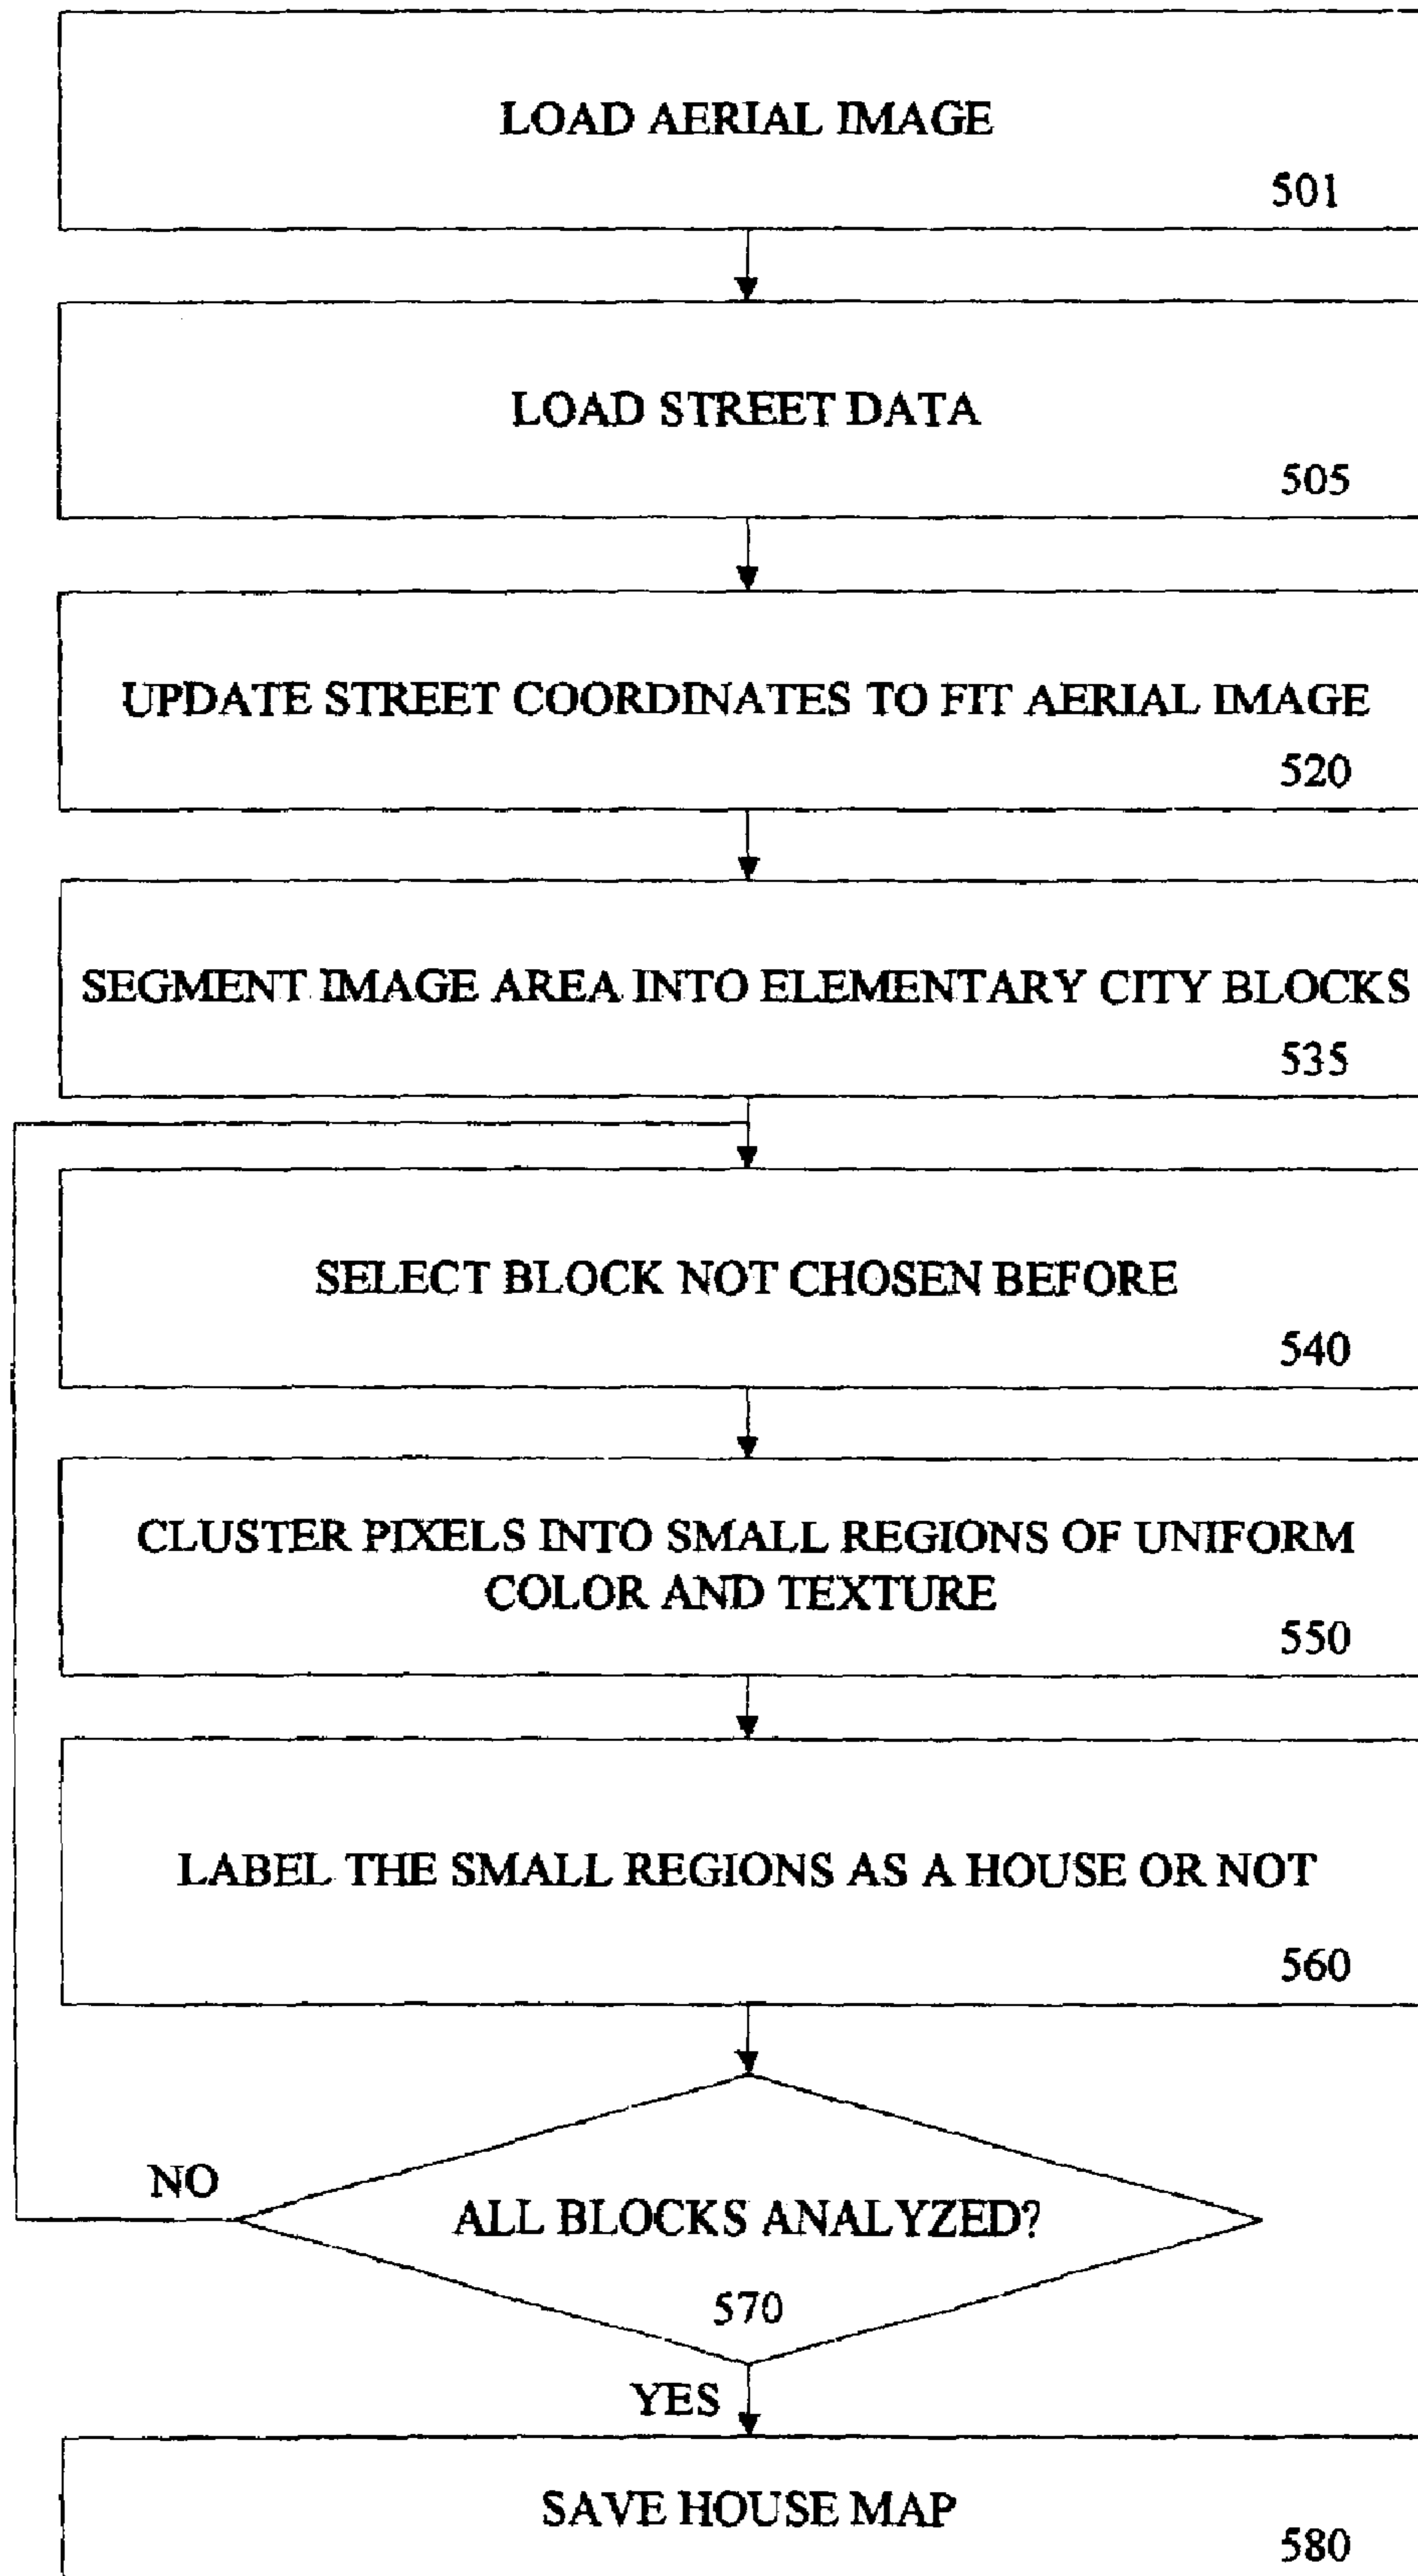 LOAD AERIAL IMAGE
501
LOAD STREET DATA
505
UPDATE STREET COORDINATES TO FIT AERIAL IMAGE
520
SEGMENT IMAGE AREA INTO ELEMENTARY CITY BLOCKS
535
SELECT BLOCK NOT CHOSEN BEFORE
540
CLUSTER PIXELS INTO SMALL REGIONS OF UNIFORM
COLOR AND TEXTURE
550
LABEL THE SMALL REGIONS AS A HOUSE OR NOT
560
NO
ALL BLOCKS ANALYZED?
570
YES
SAVE HOUSE MAP
580